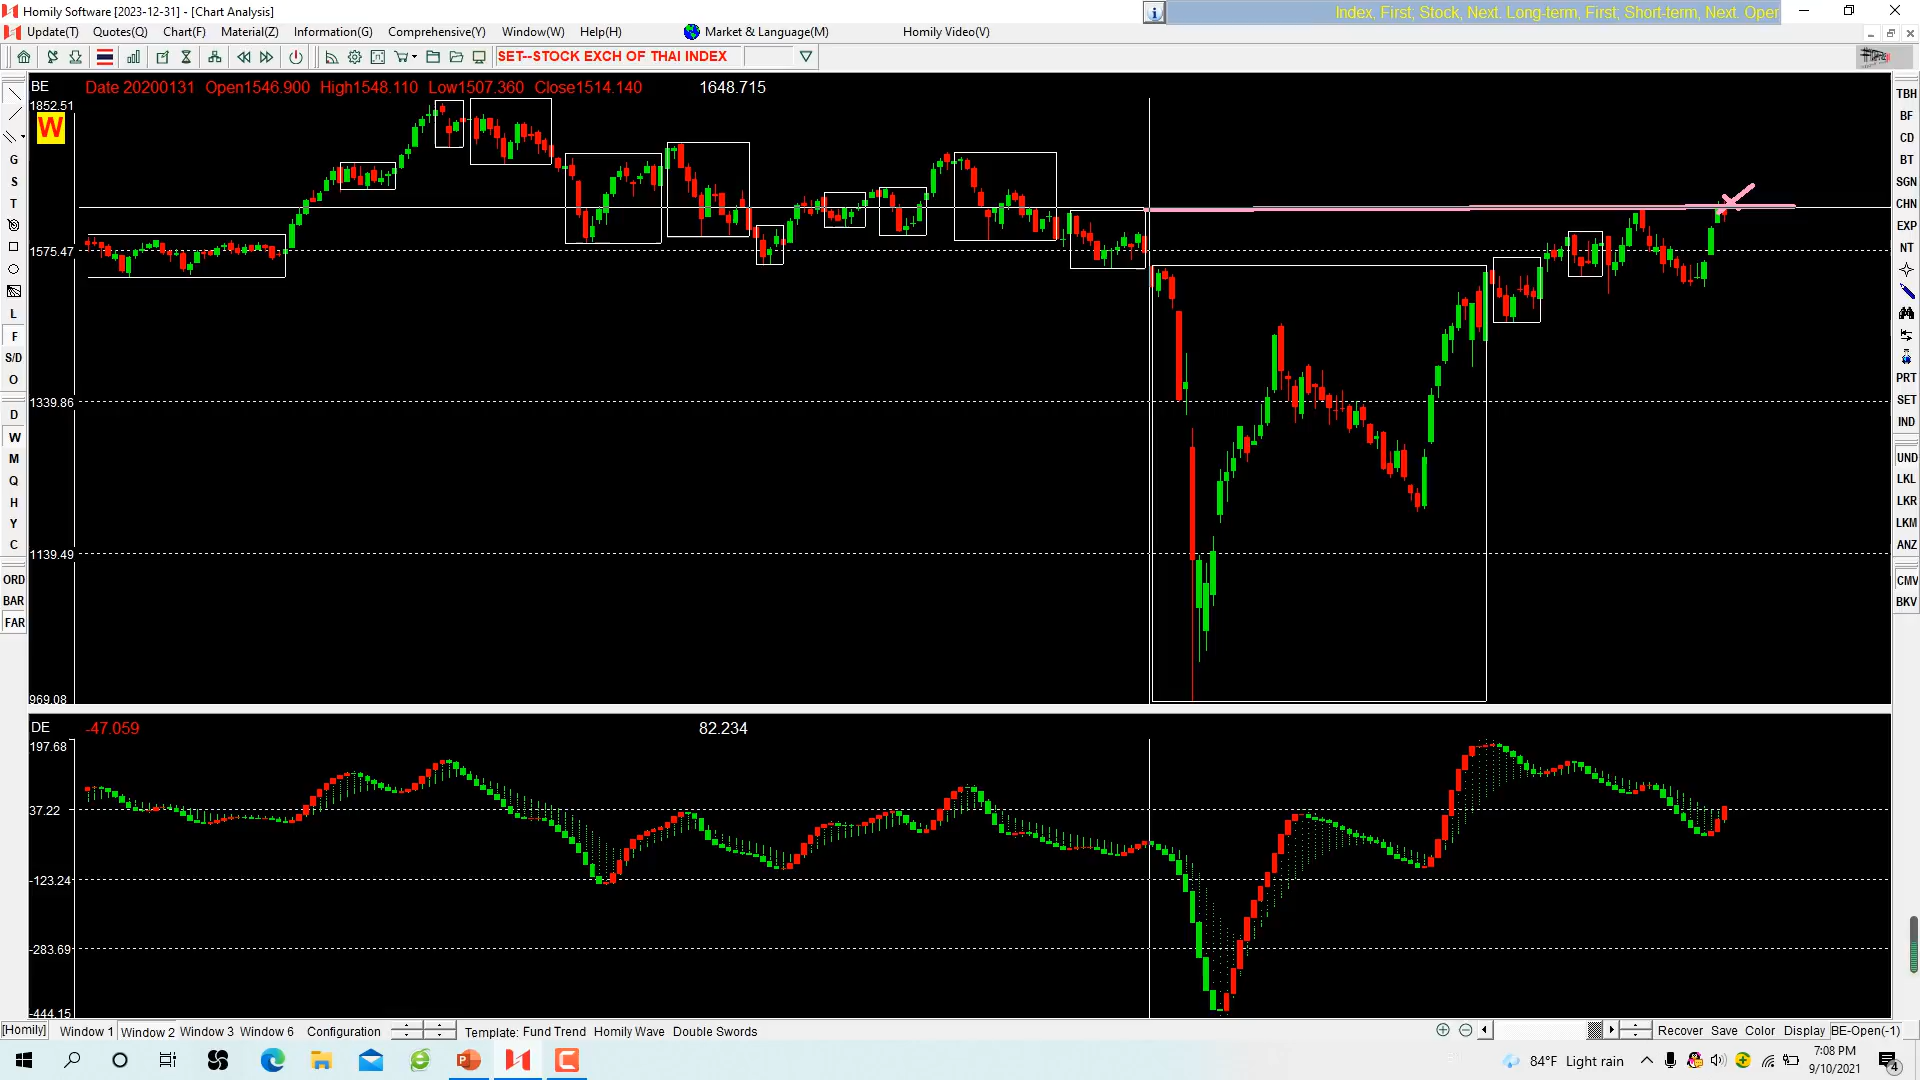 Homily Software [2023-12-31] - [Chart Analysis]
Index, First; Stock, Next. Long-term, First; Short-term, Next. Oper
Update(T) Quotes(Q) Chart(F) Material(Z) Information(G) Comprehensive(Y) Window(W) Help(H) Market & Language(M) Homily Video(V)
SET--STOCK EXCH OF THAI INDEX
BE Date 20200131 Open1546.900 High1548.110 Low1507.360 Close1514.140 1648.715
1852.51
W
1575.47
1339.86
1139.49
969.08
DE -47.059 82.234
197.68
37.22
-123.24
-283.69
-444.15
G
S
T
L
F
S/D
O
D
W
M
Q
H
Y
C
ORD
BAR
FAR
TBH
BF
CD
BT
SGN
CHN
EXP
NT
PRT
SET
IND
UND
LKL
LKR
LKM
ANZ
CMV
BKV
[Homily] Window 1 Window 2 Window 3 Window 6 Configuration Template: Fund Trend Homily Wave Double Swords Recover Save Color Display BE-Open(-1)
84°F Light rain 7:08 PM
9/10/2021
4